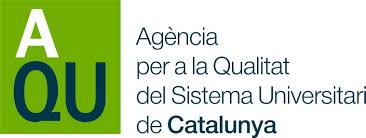 A
QU
Agència
per a la Qualitat
del Sistema Universitari
de Catalunya